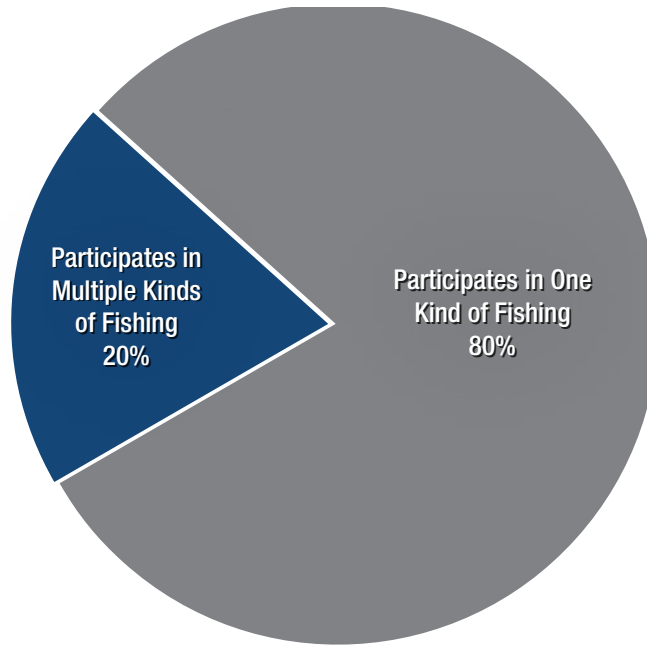 Participates in
Multiple Kinds
of Fishing
20%
Participates in One
Kind of Fishing
80%